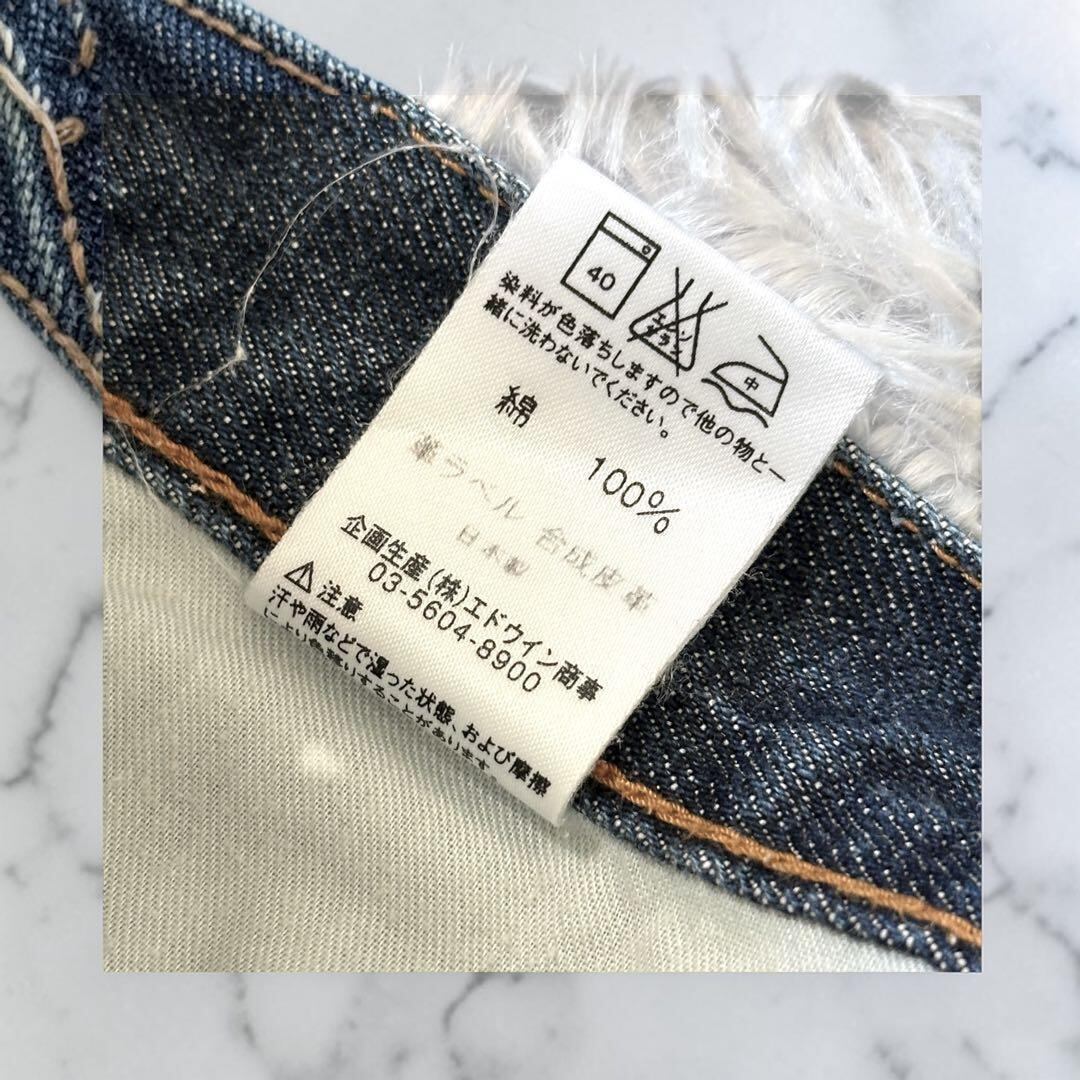 40
エンソ
サラシ
中
染料が色落ちしますので他の物と一
緒に洗わないでください。
綿
100%
革ラベル 合成皮革
日本製
企画生産(株)エドウイン商事
03-5604-8900
注意
汗や雨などで湿った状態、および摩擦
により色移りすることがあります